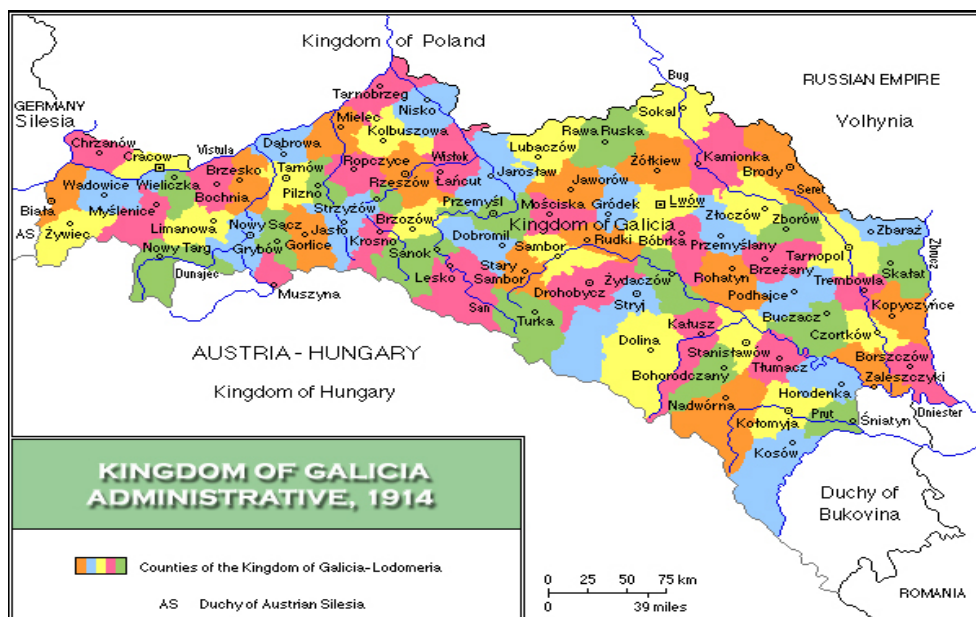 Kingdom of Poland
RUSSIAN EMPIRE
Volhynia
GERMANY
Silesia
Bug
Tarnobrzeg
Nisko
Sokal
Mielec
Kolbuszowa
Rawa Ruska
Chrzanów
Cracow
Vistula
Dąbrowa
Lubaczów
Kamionka
Brody
Wadowice
Wieliczka
Brzesko
Bochnia
Tarnów
Pilzno
Ropczyce
Rzeszów
Wisłok
Łańcut
Jarosław
Jaworów
Żółkiew
Seret
Biała
Myślenice
Strzyżów
Przemyśl
Mościska
Gródek
Lwów
Złoczów
Zborów
Zbaraż
AS
Żywiec
Limanowa
Nowy Sącz
Grybów
Gorlice
Jasło
Krosno
Brzozów
Kingdom of Galicia
Dobromil
Sambor
Rudki
Bóbrka
Przemyślany
Tarnopol
Zbrucz
Nowy Targ
Dunajec
Muszyna
Sanok
Lesko
Stary
Sambor
Drohobycz
Żydaczów
Rohatyn
Brzeżany
Trembowla
Skałat
San
Turka
Stryj
Podhajce
Kopyczyńce
AUSTRIA - HUNGARY
Kingdom of Hungary
Dolina
Kałusz
Buczacz
Czortków
Stanisławów
Tłumacz
Borszczów
Bohorodczany
Zaleszczyki
Nadwórna
Horodenka
Dniester
Kołomyja
Prut
Śniatyn
Kosów
Duchy of
Bukovina
ROMANIA
KINGDOM OF GALICIA
ADMINISTRATIVE, 1914
Counties of the Kingdom of Galicia-Lodomeria
AS Duchy of Austrian Silesia
0 25 50 75 km
0 39 miles